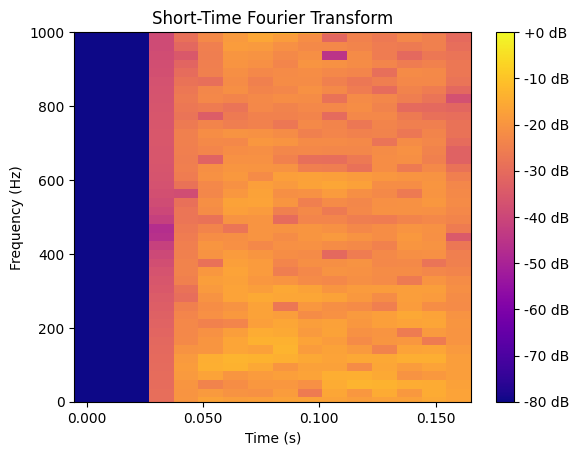 Short-Time Fourier Transform
1000
800
600
400
200
0
Frequency (Hz)
0.000
0.050
0.100
0.150
Time (s)
+0 dB
-10 dB
-20 dB
-30 dB
-40 dB
-50 dB
-60 dB
-70 dB
-80 dB